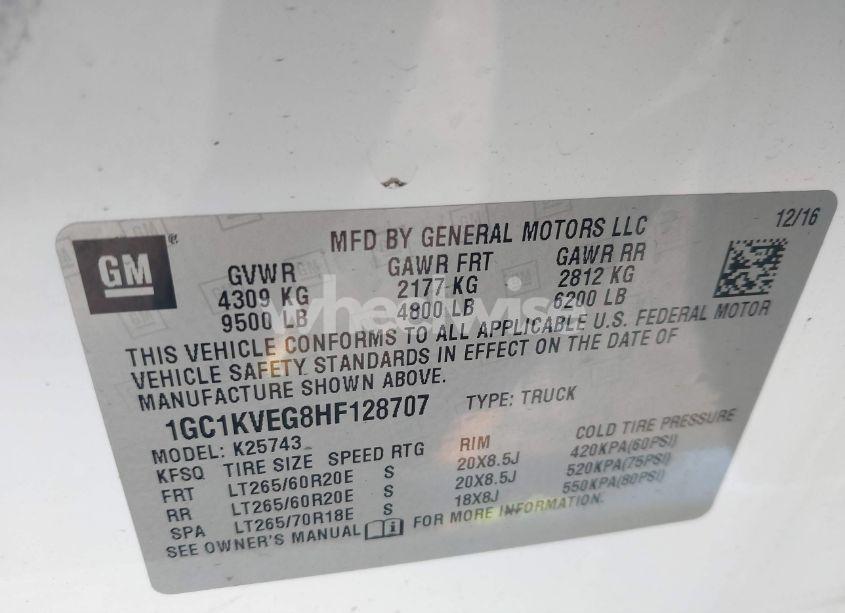 12/16
MFD BY GENERAL MOTORS LLC
GM
GVWR GAWR FRT GAWR RR
4309 KG 2177 KG 2812 KG
9500 LB 4800 LB 6200 LB
wheelwise
THIS VEHICLE CONFORMS TO ALL APPLICABLE U.S. FEDERAL MOTOR
VEHICLE SAFETY STANDARDS IN EFFECT ON THE DATE OF
MANUFACTURE SHOWN ABOVE.
1GC1KVEG8HF128707 TYPE: TRUCK
MODEL: K25743
KFSQ TIRE SIZE SPEED RTG RIM COLD TIRE PRESSURE
FRT LT265/60R20E S 20X8.5J 420KPA(60PSI)
RR LT265/60R20E S 20X8.5J 520KPA(75PSI)
SPA LT265/70R18E S 18X8J 550KPA(80PSI)
SEE OWNER'S MANUAL i FOR MORE INFORMATION.